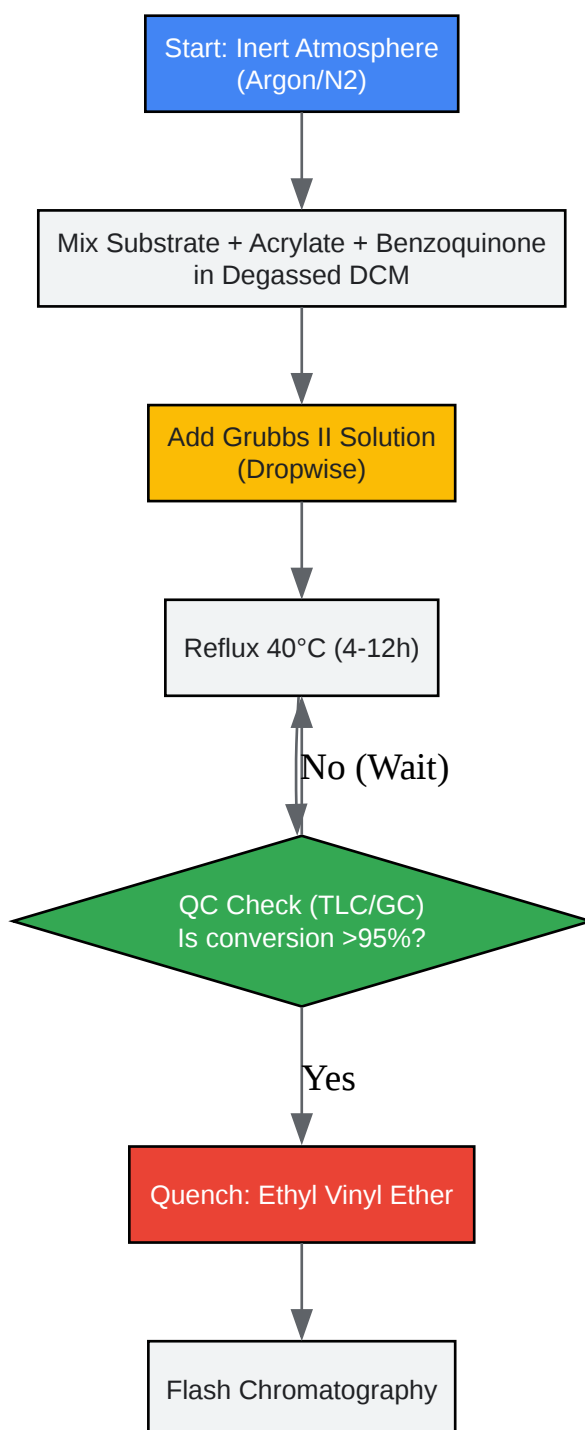 Start: Inert Atmosphere
(Argon/N2)
Mix Substrate + Acrylate + Benzoquinone
in Degassed DCM
Add Grubbs II Solution
(Dropwise)
Reflux 40°C (4-12h)
No (Wait)
QC Check (TLC/GC)
Is conversion >95%?
Yes
Quench: Ethyl Vinyl Ether
Flash Chromatography